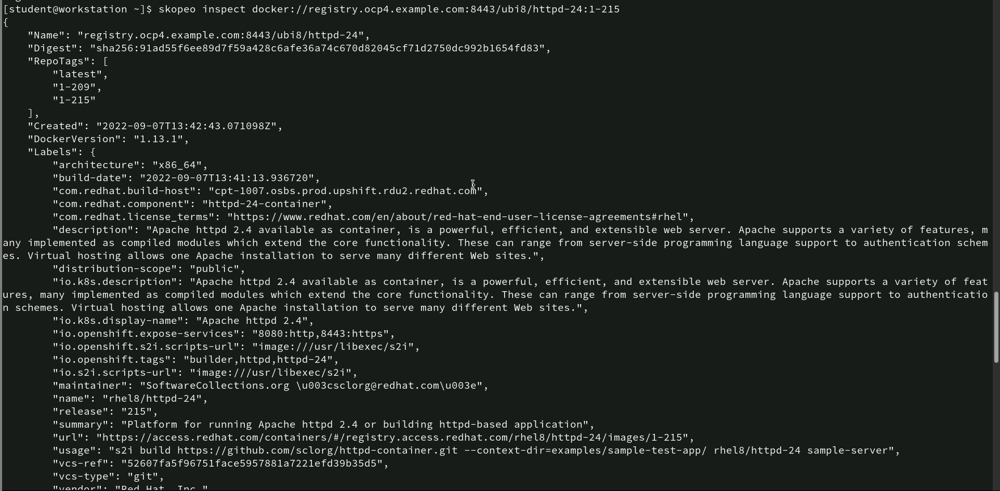 [student@workstation ~]$ skopeo inspect docker://registry.ocp4.example.com:8443/ubi8/httpd-24:1-215
{
    "Name": "registry.ocp4.example.com:8443/ubi8/httpd-24",
    "Digest": "sha256:91ad55f6ee89d7f59a428c6afe36a74c670d82045cf71d2750dc992b1654fd83",
    "RepoTags": [
        "latest",
        "1-209",
        "1-215"
    ],
    "Created": "2022-09-07T13:42:43.071098Z",
    "DockerVersion": "1.13.1",
    "Labels": {
        "architecture": "x86_64",
        "build-date": "2022-09-07T13:41:13.936720",
        "com.redhat.build-host": "cpt-1007.osbs.prod.upshift.rdu2.redhat.com",
        "com.redhat.component": "httpd-24-container",
        "com.redhat.license_terms": "https://www.redhat.com/en/about/red-hat-end-user-license-agreements#rhel",
        "description": "Apache httpd 2.4 available as container, is a powerful, efficient, and extensible web server. Apache supports a variety of features, m
any implemented as compiled modules which extend the core functionality. These can range from server-side programming language support to authentication schem
es. Virtual hosting allows one Apache installation to serve many different Web sites.",
        "distribution-scope": "public",
        "io.k8s.description": "Apache httpd 2.4 available as container, is a powerful, efficient, and extensible web server. Apache supports a variety of feat
ures, many implemented as compiled modules which extend the core functionality. These can range from server-side programming language support to authenticatio
n schemes. Virtual hosting allows one Apache installation to serve many different Web sites.",
        "io.k8s.display-name": "Apache httpd 2.4",
        "io.openshift.expose-services": "8080:http,8443:https",
        "io.openshift.s2i.scripts-url": "image:///usr/libexec/s2i",
        "io.openshift.tags": "builder,httpd,httpd-24",
        "io.s2i.scripts-url": "image:///usr/libexec/s2i",
        "maintainer": "SoftwareCollections.org \u003csclorg@redhat.com\u003e",
        "name": "rhel8/httpd-24",
        "release": "215",
        "summary": "Platform for running Apache httpd 2.4 or building httpd-based application",
        "url": "https://access.redhat.com/containers/#/registry.access.redhat.com/rhel8/httpd-24/images/1-215",
        "usage": "s2i build https://github.com/sclorg/httpd-container.git --context-dir=examples/sample-test-app/ rhel8/httpd-24 sample-server",
        "vcs-ref": "52607fa5f96751face5957881a7221efd39b35d5",
        "vcs-type": "git",
        "vendor": "Red Hat, Inc."